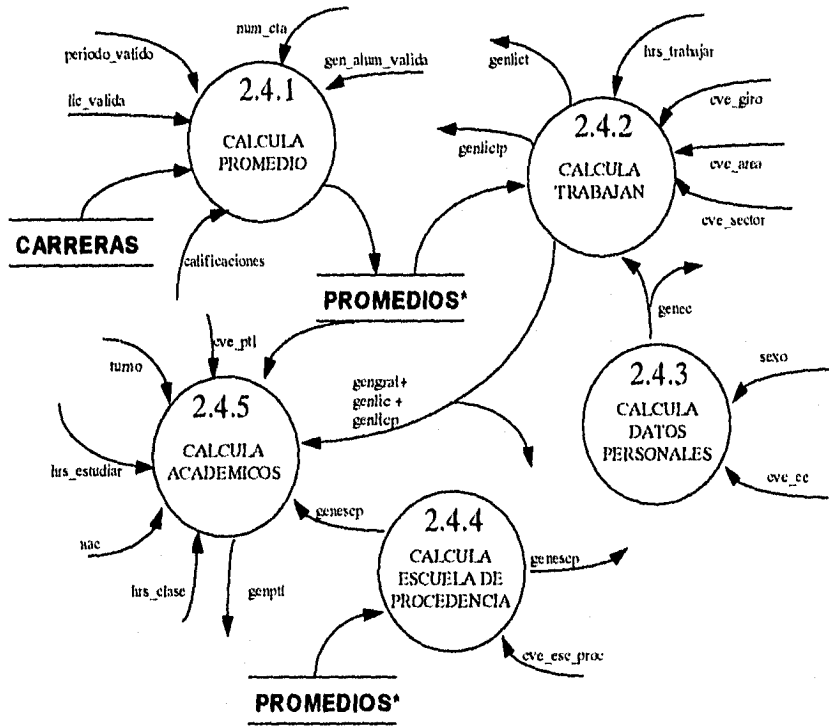 num_cta
periodo_valido
gen_alum_valida
lic_valida
2.4.1
CALCULA
PROMEDIO
CARRERAS
calificaciones
PROMEDIOS*
genlict
hrs_trabajar
genlictp
cve_giro
2.4.2
CALCULA
TRABAJAN
cve_area
cve_sector
genec
2.4.3
CALCULA
DATOS
PERSONALES
sexo
cve_ec
cve_ptl
turno
2.4.5
CALCULA
ACADEMICOS
gengral+
genlic +
genlicp
hrs_estudiar
nac
hrs_clase
genptl
genescp
2.4.4
CALCULA
ESCUELA DE
PROCEDENCIA
genescp
cve_esc_proc
PROMEDIOS*